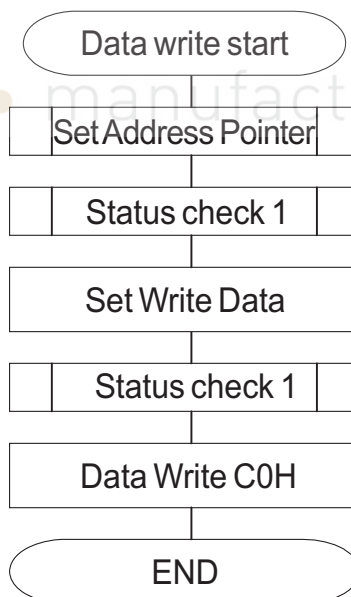 Data write start
manufact
Set Address Pointer
Status check 1
Set Write Data
Status check 1
Data Write C0H
END